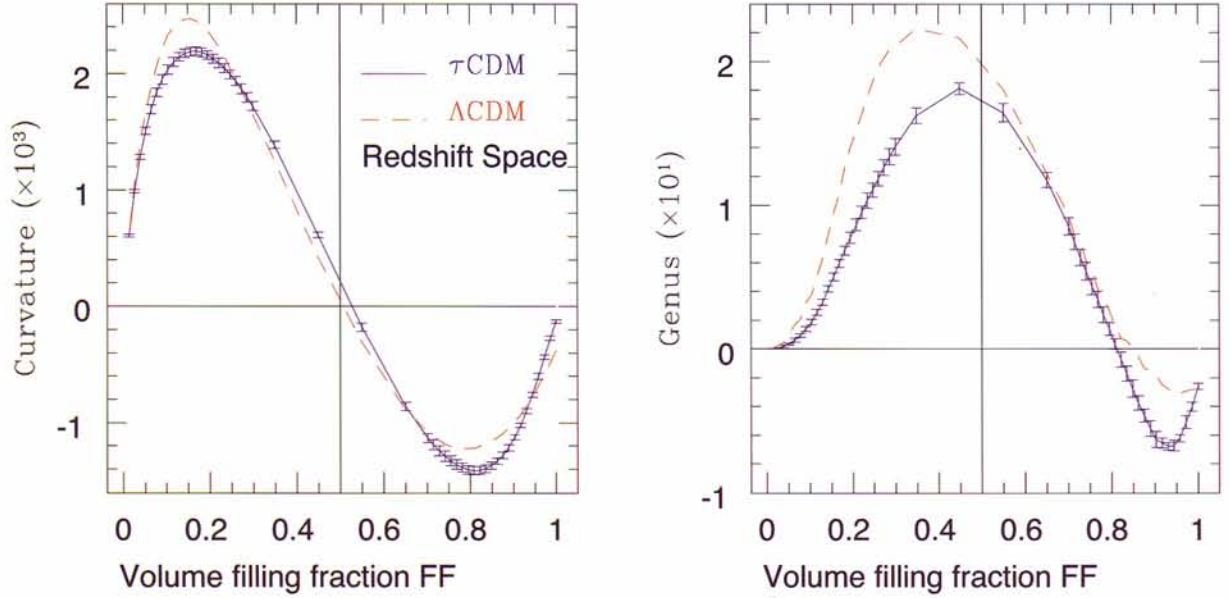 Curvature (×10³)
2
1
0
-1
τCDM
ΛCDM
Redshift Space
0 0.2 0.4 0.6 0.8 1
Volume filling fraction FF
Genus (×10¹)
2
1
0
-1
0 0.2 0.4 0.6 0.8 1
Volume filling fraction FF